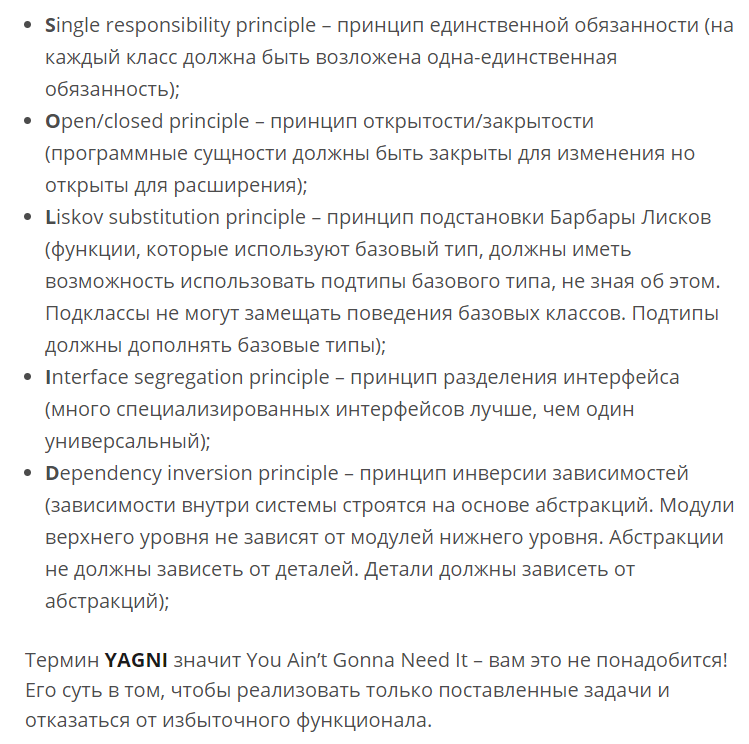 • Single responsibility principle – принцип единственной обязанности (на
каждый класс должна быть возложена одна-единственная
обязанность);
• Open/closed principle – принцип открытости/закрытости
(программные сущности должны быть закрыты для изменения но
открыты для расширения);
• Liskov substitution principle – принцип подстановки Барбары Лисков
(функции, которые используют базовый тип, должны иметь
возможность использовать подтипы базового типа, не зная об этом.
Подклассы не могут замещать поведения базовых классов. Подтипы
должны дополнять базовые типы);
• Interface segregation principle – принцип разделения интерфейса
(много специализированных интерфейсов лучше, чем один
универсальный);
• Dependency inversion principle – принцип инверсии зависимостей
(зависимости внутри системы строятся на основе абстракций. Модули
верхнего уровня не зависят от модулей нижнего уровня. Абстракции
не должны зависеть от деталей. Детали должны зависеть от
абстракций);
Термин YAGNI значит You Ain’t Gonna Need It – вам это не понадобится!
Его суть в том, чтобы реализовать только поставленные задачи и
отказаться от избыточного функционала.